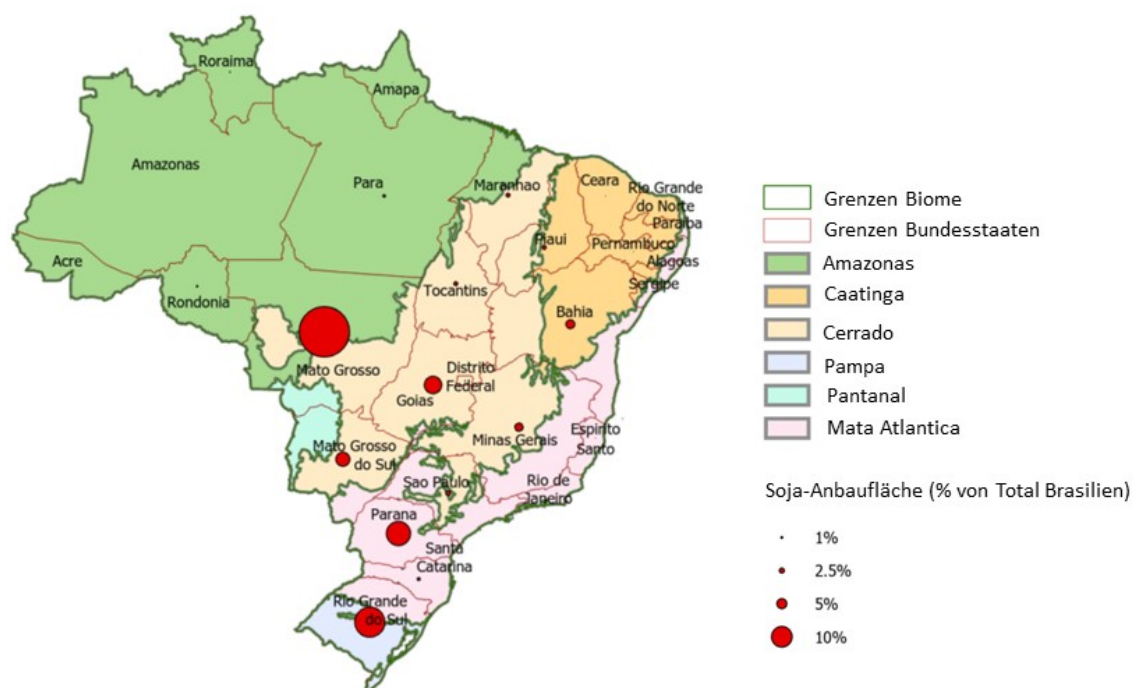 Roraima
Amapa
Amazonas
Para
Maranhao
Ceara
Rio Grande
do Norte
Paraiba
Piaui
Pernambuco
Alagoas
Sergipe
Acre
Rondonia
Tocantins
Bahia
Mato Grosso
Distrito
Federal
Goias
Mato Grosso
do Sul
Minas Gerais
Espirito
Santo
Sao Paulo
Rio de
Janeiro
Parana
Santa
Catarina
Rio Grande
do Sul
Grenzen Biome
Grenzen Bundesstaaten
Amazonas
Caatinga
Cerrado
Pampa
Pantanal
Mata Atlantica
Soja-Anbaufläche (% von Total Brasilien)
1%
2.5%
5%
10%